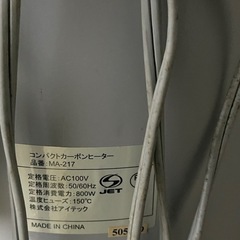 コンパクトカーボンヒーター
品番：MA-217
定格電圧：AC100V
定格周波数：50/60Hz
定格消費電力：800W
温度ヒューズ：150℃
株式会社アイテック
JET
MADE IN CHINA